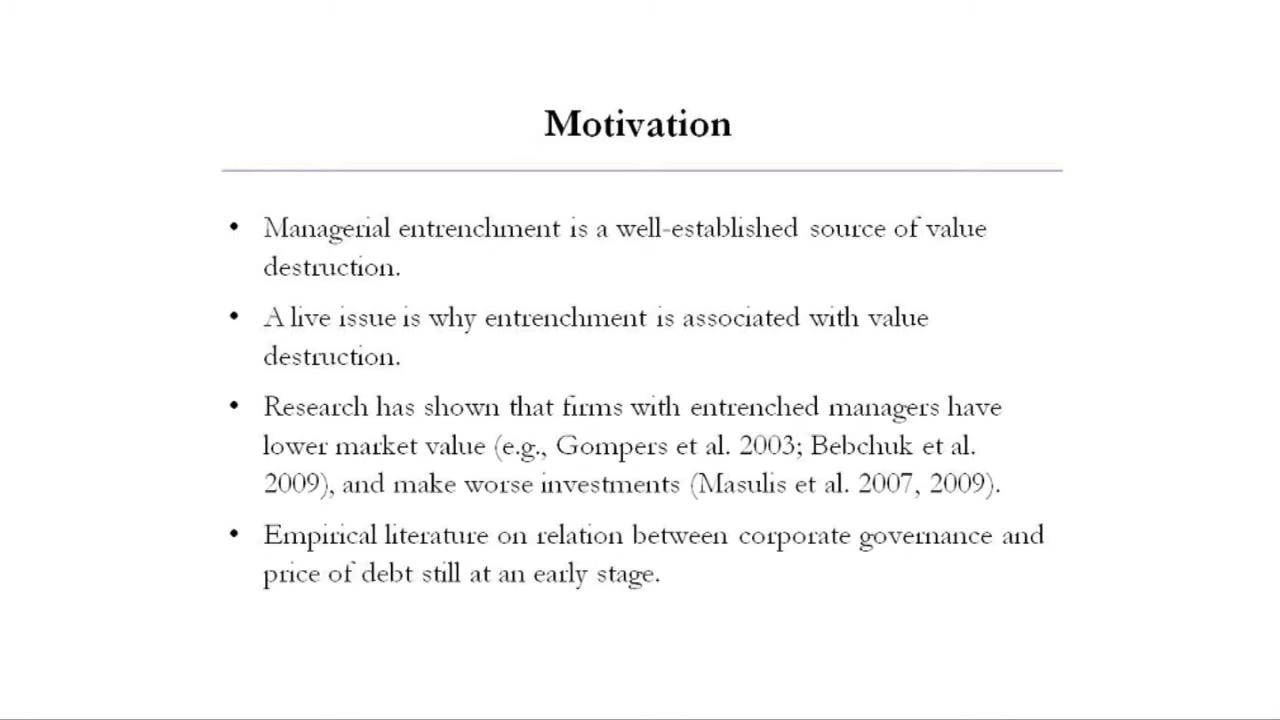 Motivation
• Managerial entrenchment is a well-established source of value
destruction.
• A live issue is why entrenchment is associated with value
destruction.
• Research has shown that firms with entrenched managers have
lower market value (e.g., Gompers et al. 2003; Bebchuk et al.
2009), and make worse investments (Masulis et al. 2007, 2009).
• Empirical literature on relation between corporate governance and
price of debt still at an early stage.